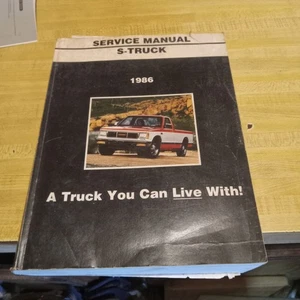 SERVICE MANUAL
S-TRUCK
1986
A Truck You Can Live With!